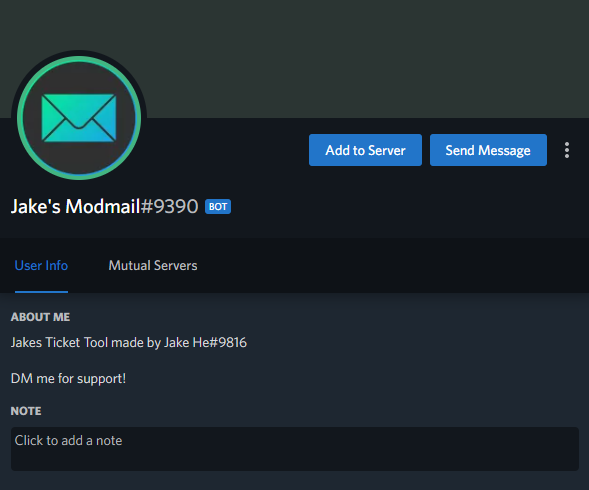 Add to Server
Send Message
Jake's Modmail#9390 BOT
User Info
Mutual Servers
ABOUT ME
Jakes Ticket Tool made by Jake He#9816
DM me for support!
NOTE
Click to add a note